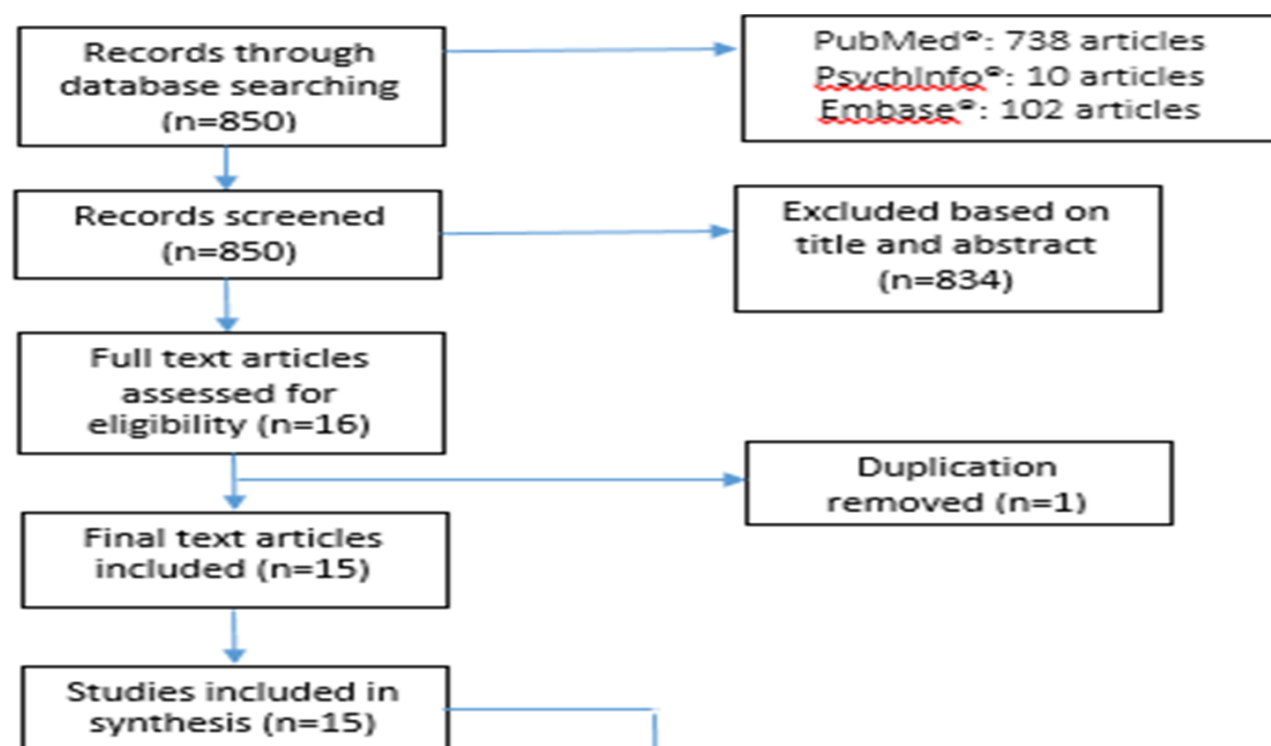 Records through
database searching
(n=850)
PubMed®: 738 articles
PsychInfo®: 10 articles
Embase®: 102 articles
Records screened
(n=850)
Excluded based on
title and abstract
(n=834)
Full text articles
assessed for
eligibility (n=16)
Duplication
removed (n=1)
Final text articles
included (n=15)
Studies included in
synthesis (n=15)